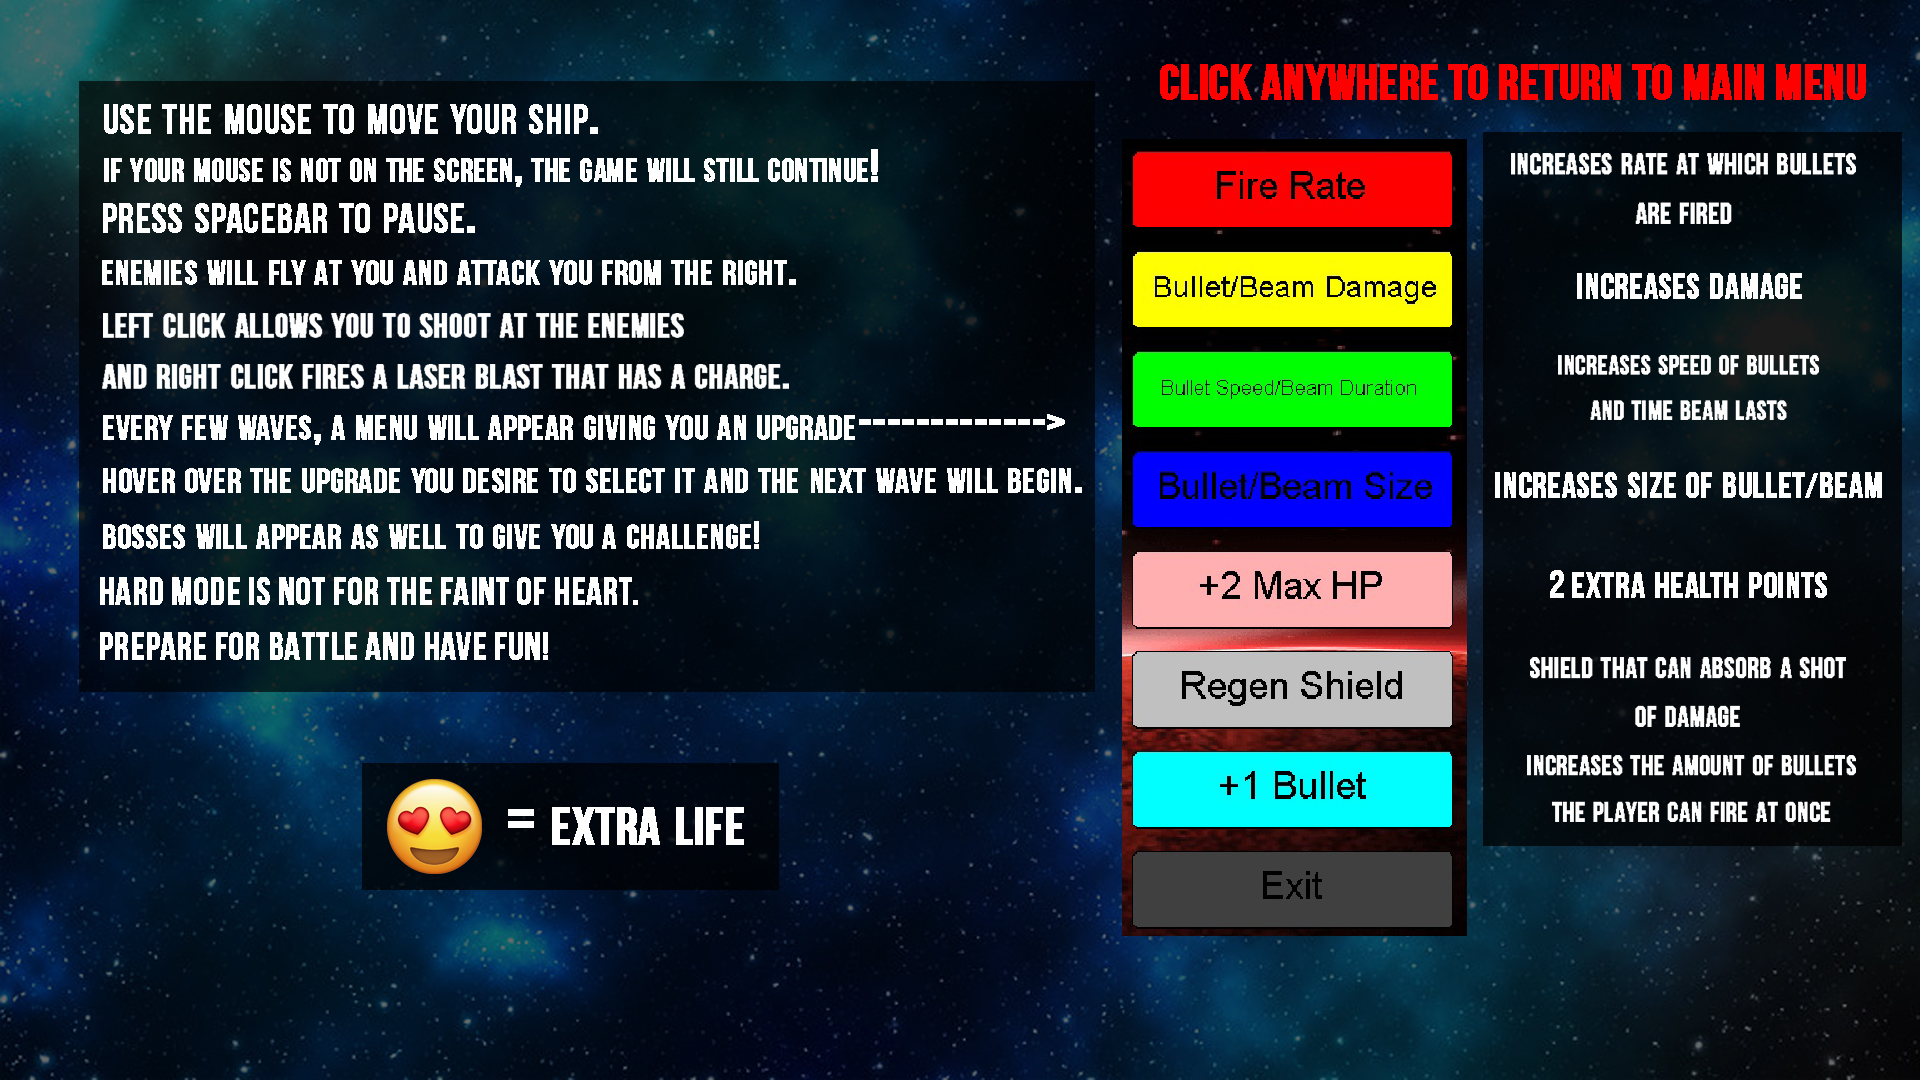 CLICK ANYWHERE TO RETURN TO MAIN MENU
USE THE MOUSE TO MOVE YOUR SHIP.
IF YOUR MOUSE IS NOT ON THE SCREEN, THE GAME WILL STILL CONTINUE!
PRESS SPACEBAR TO PAUSE.
ENEMIES WILL FLY AT YOU AND ATTACK YOU FROM THE RIGHT.
LEFT CLICK ALLOWS YOU TO SHOOT AT THE ENEMIES
AND RIGHT CLICK FIRES A LASER BLAST THAT HAS A CHARGE.
EVERY FEW WAVES, A MENU WILL APPEAR GIVING YOU AN UPGRADE------------->
HOVER OVER THE UPGRADE YOU DESIRE TO SELECT IT AND THE NEXT WAVE WILL BEGIN.
BOSSES WILL APPEAR AS WELL TO GIVE YOU A CHALLENGE!
HARD MODE IS NOT FOR THE FAINT OF HEART.
PREPARE FOR BATTLE AND HAVE FUN!
= EXTRA LIFE
Fire Rate
INCREASES RATE AT WHICH BULLETS
ARE FIRED
Bullet/Beam Damage
INCREASES DAMAGE
Bullet Speed/Beam Duration
INCREASES SPEED OF BULLETS
AND TIME BEAM LASTS
Bullet/Beam Size
INCREASES SIZE OF BULLET/BEAM
+2 Max HP
2 EXTRA HEALTH POINTS
Regen Shield
SHIELD THAT CAN ABSORB A SHOT
OF DAMAGE
+1 Bullet
INCREASES THE AMOUNT OF BULLETS
THE PLAYER CAN FIRE AT ONCE
Exit